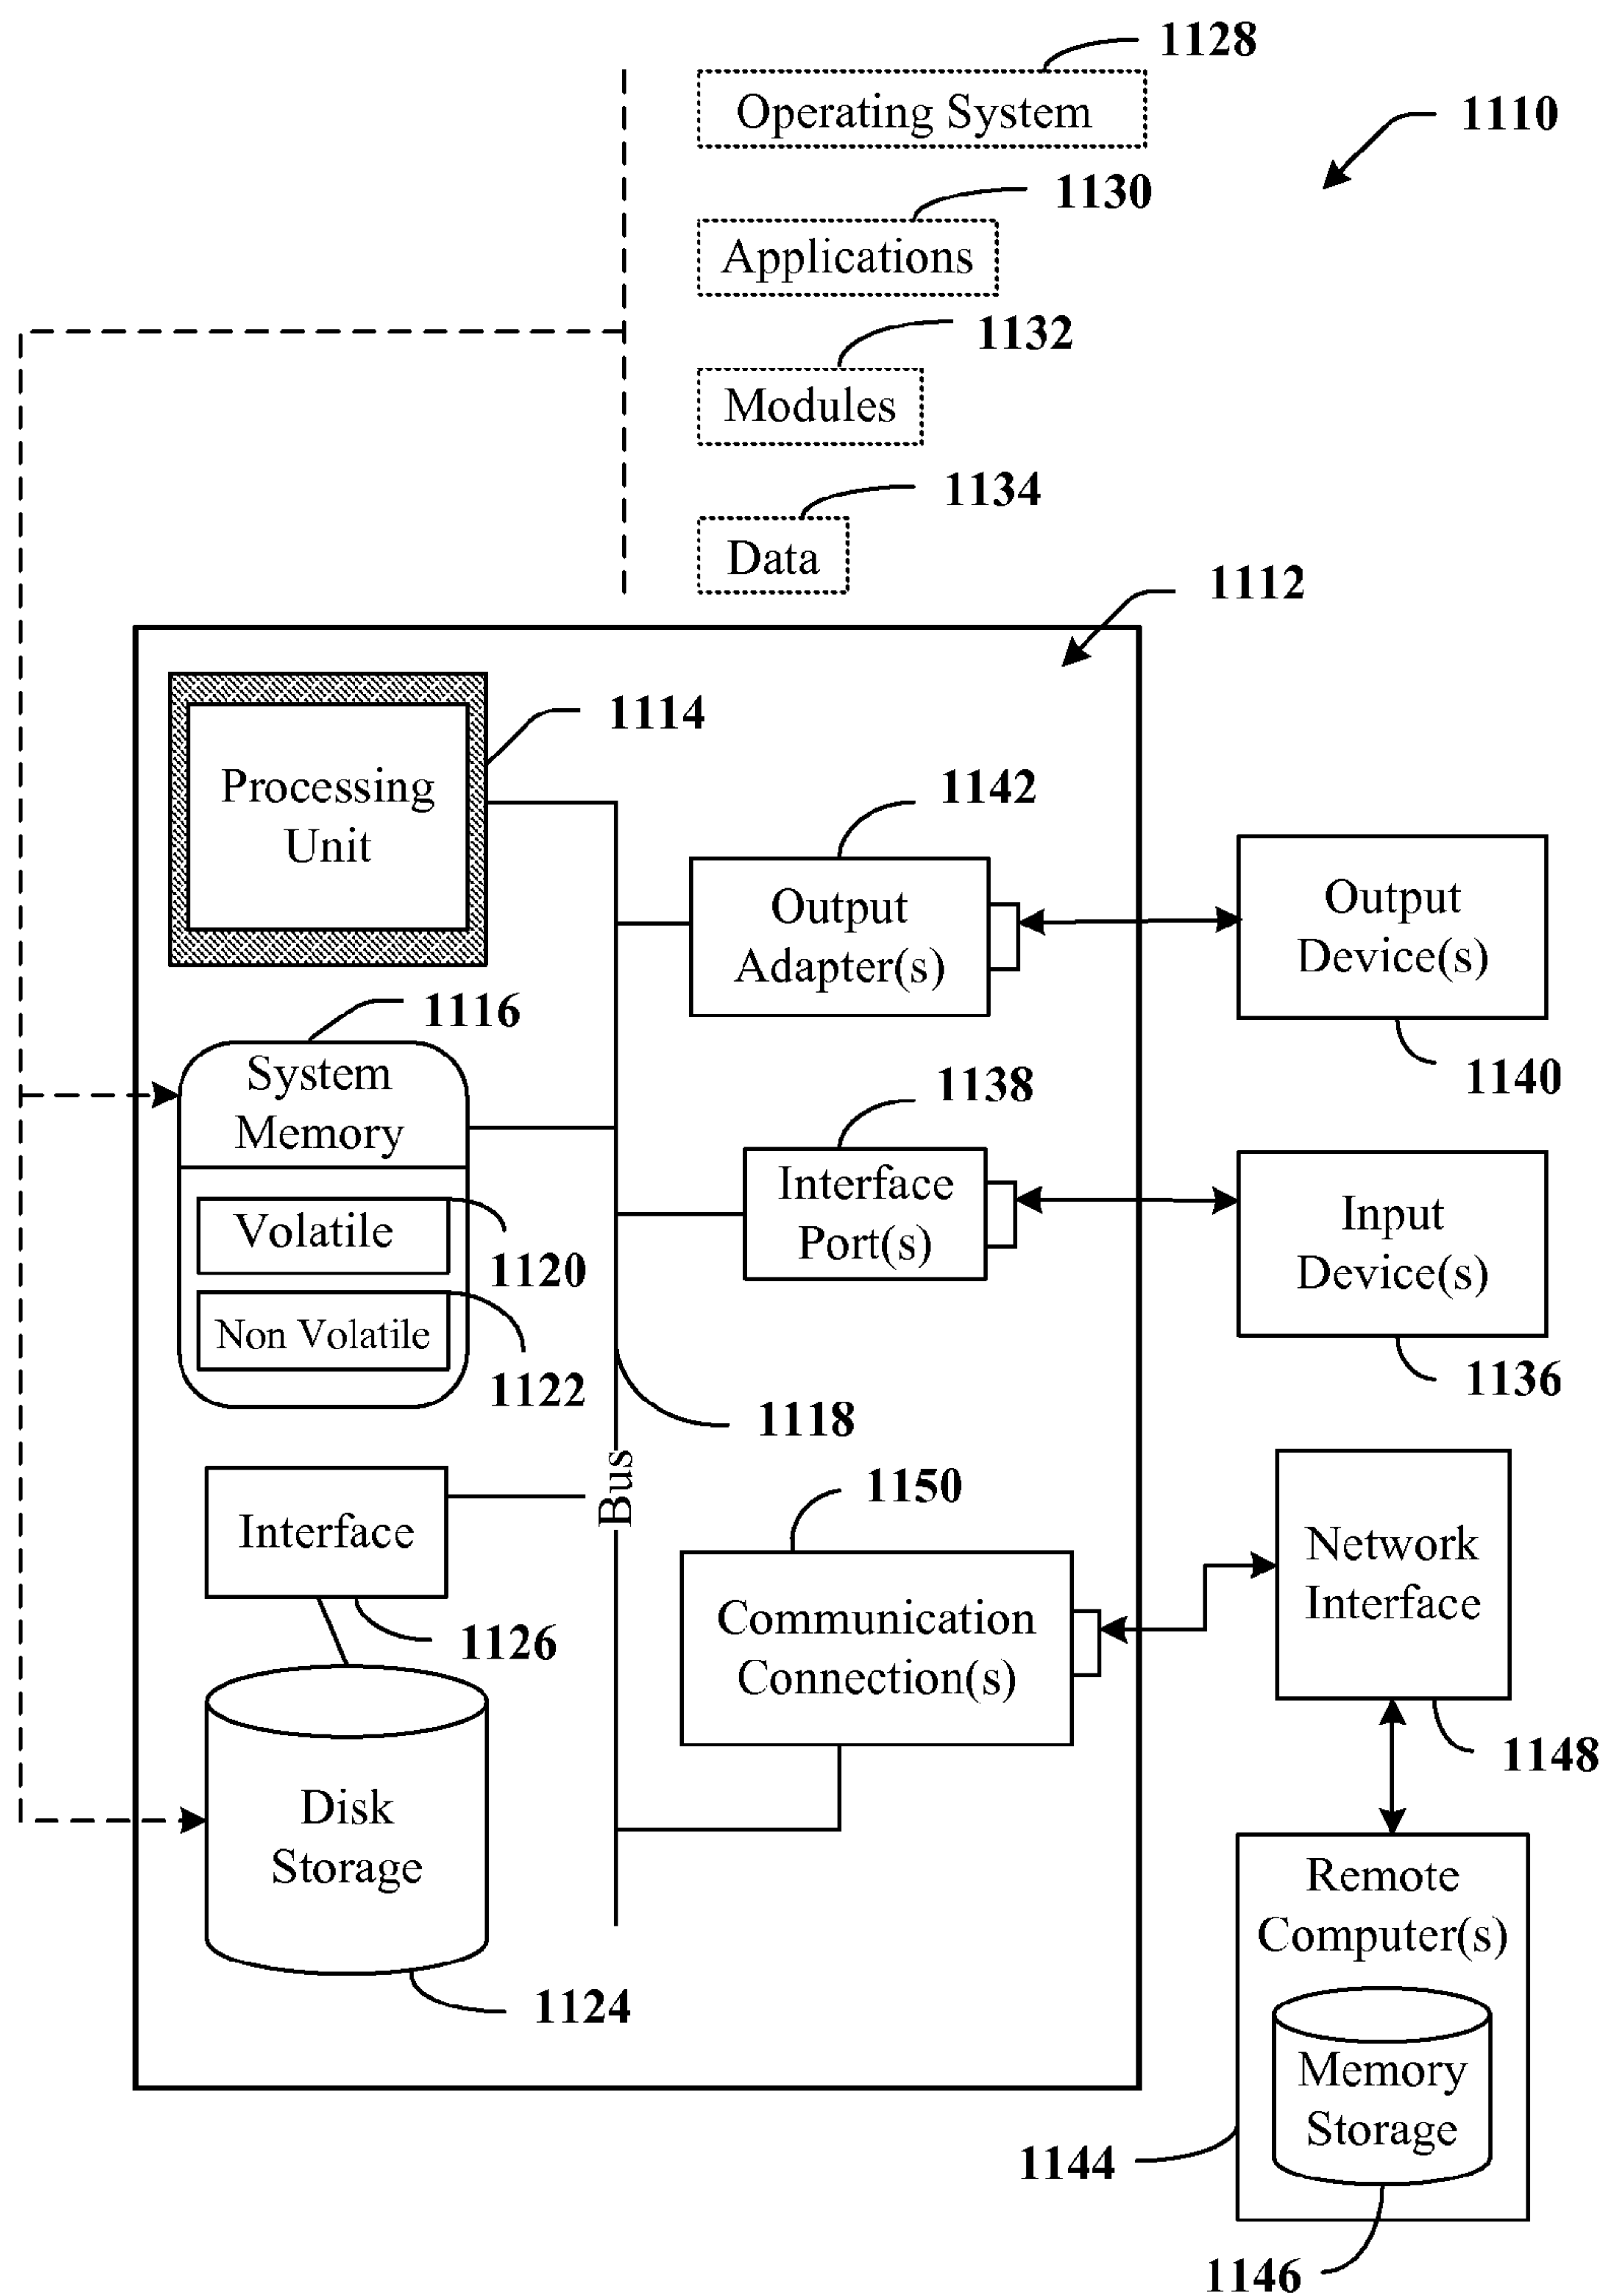 1128
Operating System
1110
1130
Applications
1132
Modules
1134
Data
1112
1114
Processing
Unit
1142
Output
Adapter(s)
Output
Device(s)
1140
1116
System
Memory
Volatile
1120
Non Volatile
1122
1138
Interface
Port(s)
Input
Device(s)
1136
1118
Bus
Interface
1126
1150
Communication
Connection(s)
Network
Interface
1148
Disk
Storage
1124
Remote
Computer(s)
Memory
Storage
1144
1146